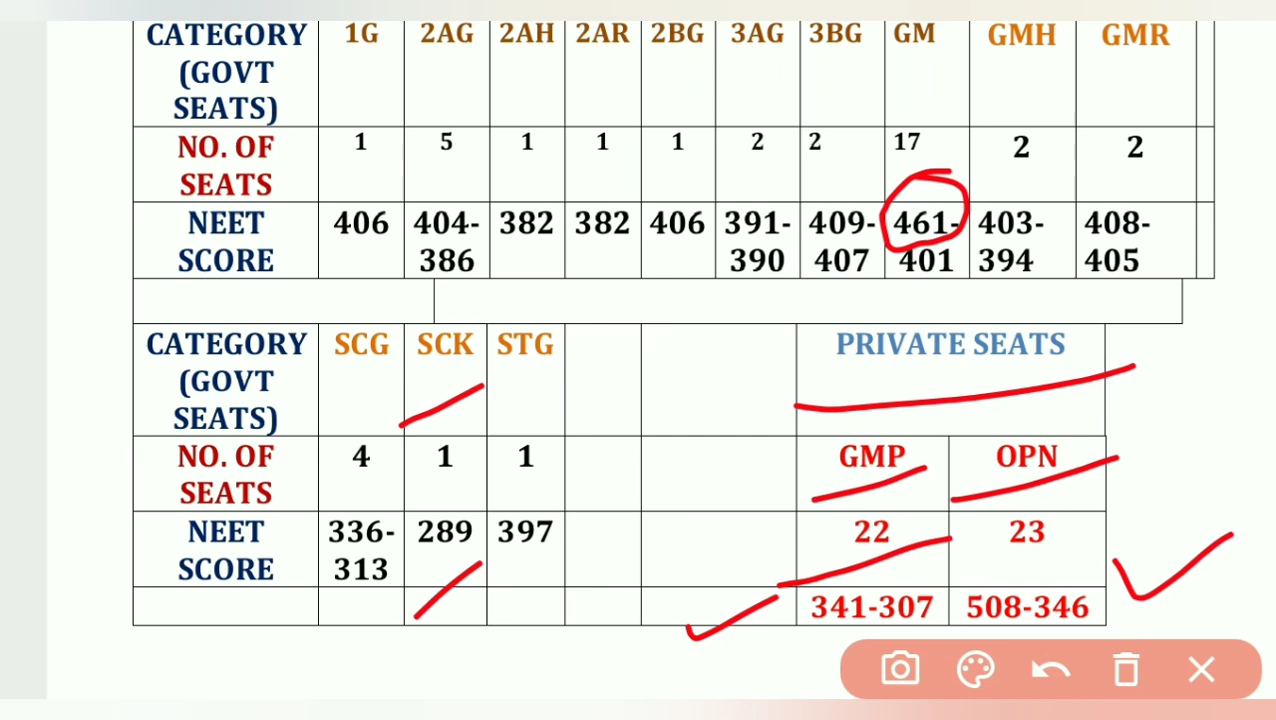 CATEGORY 1G 2AG 2AH 2AR 2BG 3AG 3BG GM GMH GMR
(GOVT
SEATS)
NO. OF 1 5 1 1 1 2 2 17 2 2
SEATS
NEET 406 404- 382 382 406 391- 409- 461- 403- 408-
SCORE 386 390 407 401 394 405
CATEGORY SCG SCK STG PRIVATE SEATS
(GOVT
SEATS)
NO. OF 4 1 1 GMP OPN
SEATS
NEET 336- 289 397 22 23
SCORE 313
341-307 508-346